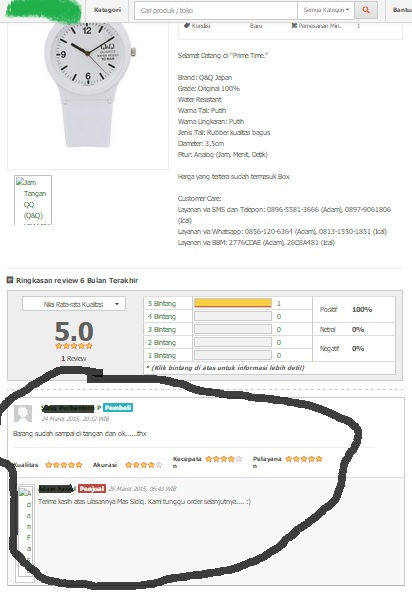 Kategori
Cari produk / toko
Semua Kategori
Bantu
Kondisi Baru Pemesanan Min. 1
Q&Q
Selamat Datang di "Prime Time."
Brand: Q&Q Japan
Grade: Original 100%
Water Resistant
Warna Tali: Putih
Warna Lingkaran: Putih
Jenis Tali: Rubber kualitas bagus
Diameter: 3,5cm
Fitur: Analog (Jam, Menit, Detik)
Harga yang tertera sudah termasuk Box
Customer Care:
Layanan via SMS dan Telepon: 0896-5581-3666 (Adam), 0897-9061806
(Ical)
Layanan via Whatsapp: 0856-120-6364 (Adam), 0813-1550-1851 (Ical)
Layanan via BBM: 2776CDAE (Adam), 26D3A481 (Ical)
Jam
Tangan
QQ
(Q&Q)
Ringkasan review 6 Bulan Terakhir
Nilai Rata-rata Kualitas
5.0
1 Review
5 Bintang 1
4 Bintang 0
3 Bintang 0
2 Bintang 0
1 Bintang 0
Positif 100%
Netral 0%
Negatif 0%
* (Klik bintang di atas untuk informasi lebih detil)
P Pembeli
24 Maret 2015, 20:12 WIB
Barang sudah sampai di tangan dan ok......thx
Kualitas
Akurasi
Kecepata
n
Pelayana
n
Penjual 25 Maret 2015, 06:43 WIB
Terima kasih atas ulasannya Mas Sidiq. Kami tunggu order selanjutnya.... :)
A
d
a
m
F
a